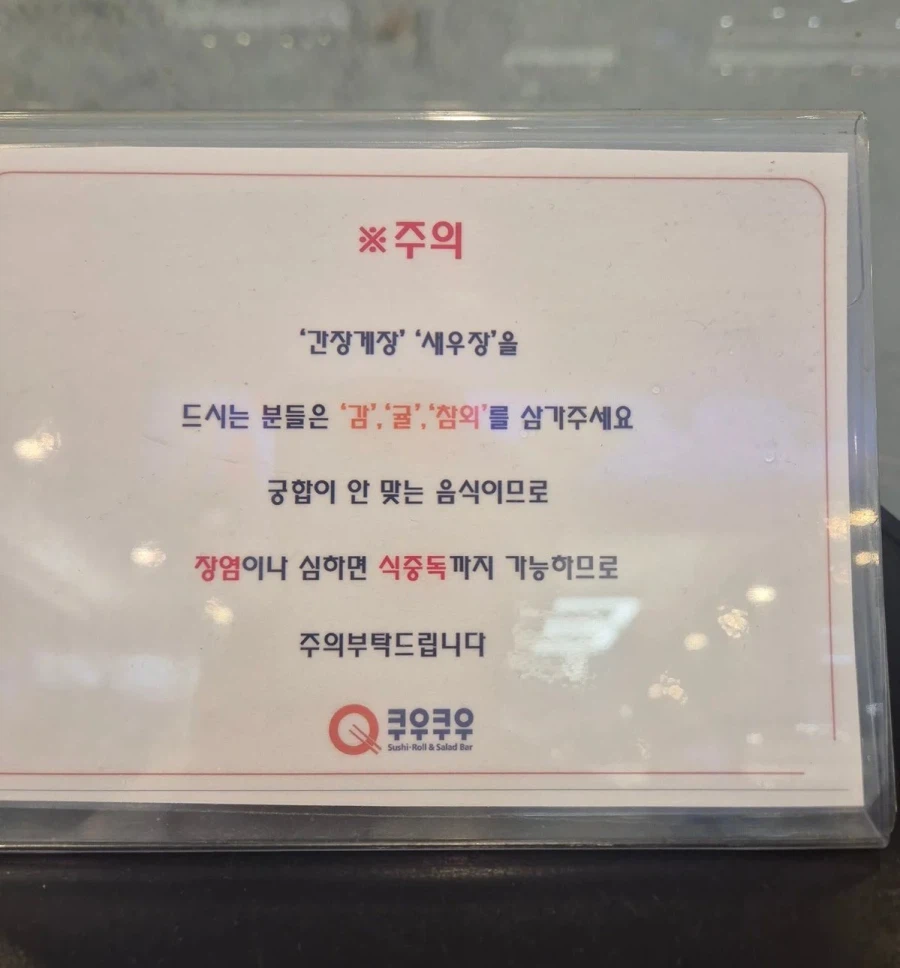 ※주의
‘간장게장’ ‘새우장’을
드시는 분들은 ‘감’, ‘귤’, ‘참외’를 삼가주세요
궁합이 안 맞는 음식이므로
장염이나 심하면 식중독까지 가능하므로
주의부탁드립니다
쿠우쿠우
Sushi·Roll & Salad Bar